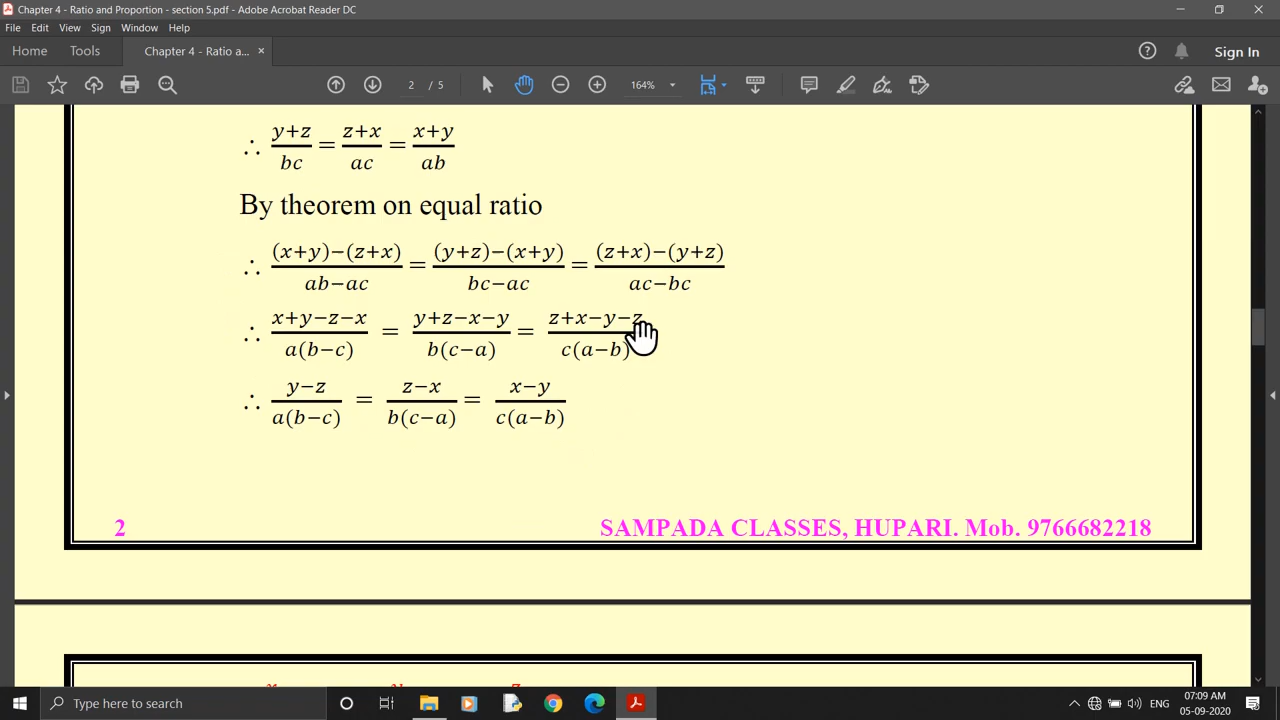 Chapter 4 - Ratio and Proportion - section 5.pdf - Adobe Acrobat Reader DC
File Edit View Sign Window Help
Home Tools Chapter 4 - Ratio a... × Sign In
2 / 5 164%
∴ (y+z)/bc = (z+x)/ac = (x+y)/ab
By theorem on equal ratio
∴ ((x+y)−(z+x))/(ab−ac) = ((y+z)−(x+y))/(bc−ac) = ((z+x)−(y+z))/(ac−bc)
∴ (x+y−z−x)/(a(b−c)) = (y+z−x−y)/(b(c−a)) = (z+x−y−z)/(c(a−b))
∴ (y−z)/(a(b−c)) = (z−x)/(b(c−a)) = (x−y)/(c(a−b))
2 SAMPADA CLASSES, HUPARI. Mob. 9766682218
Type here to search
07:09 AM
05-09-2020